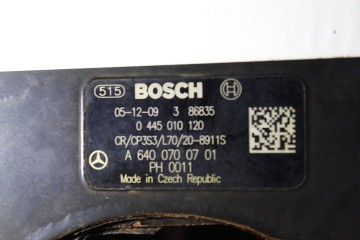 515 BOSCH
05-12-09 3 86835
0 445 010 120
CR/CP3S3/L70/20-8911S
A 640 070 07 01
PH 0011
Made in Czech Republic